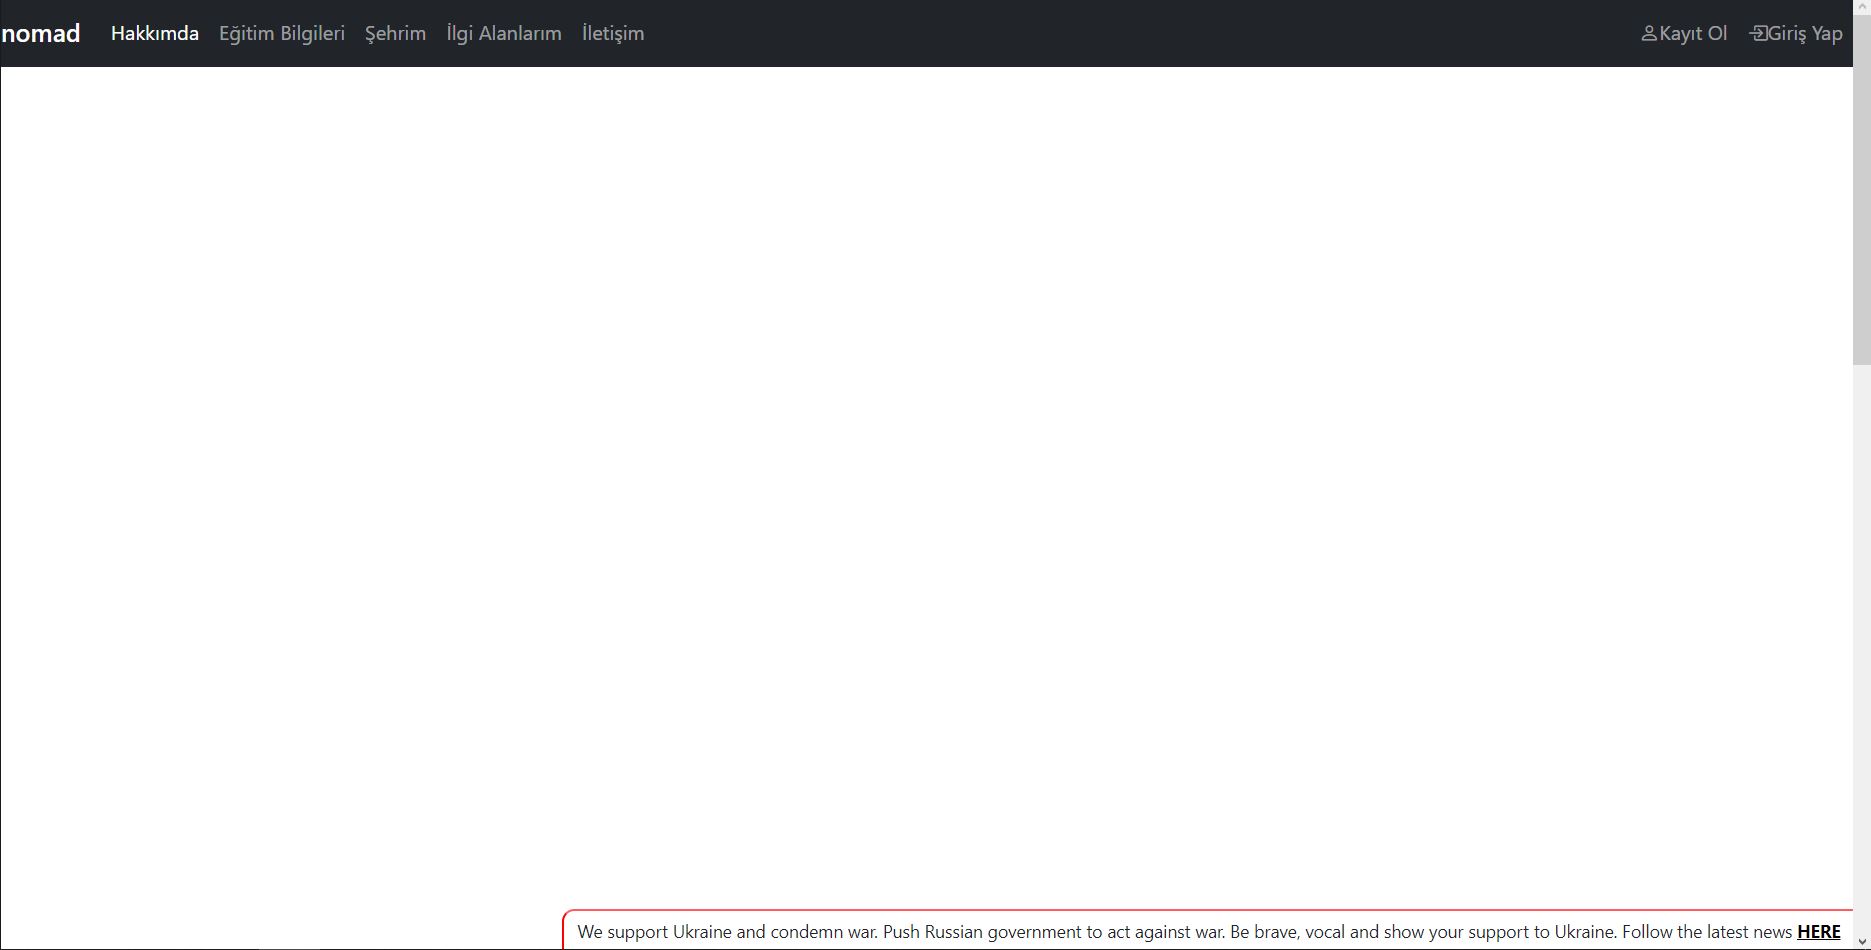 nomad Hakkımda Eğitim Bilgileri Şehrim İlgi Alanlarım İletişim Kayıt Ol Giriş Yap
We support Ukraine and condemn war. Push Russian government to act against war. Be brave, vocal and show your support to Ukraine. Follow the latest news HERE